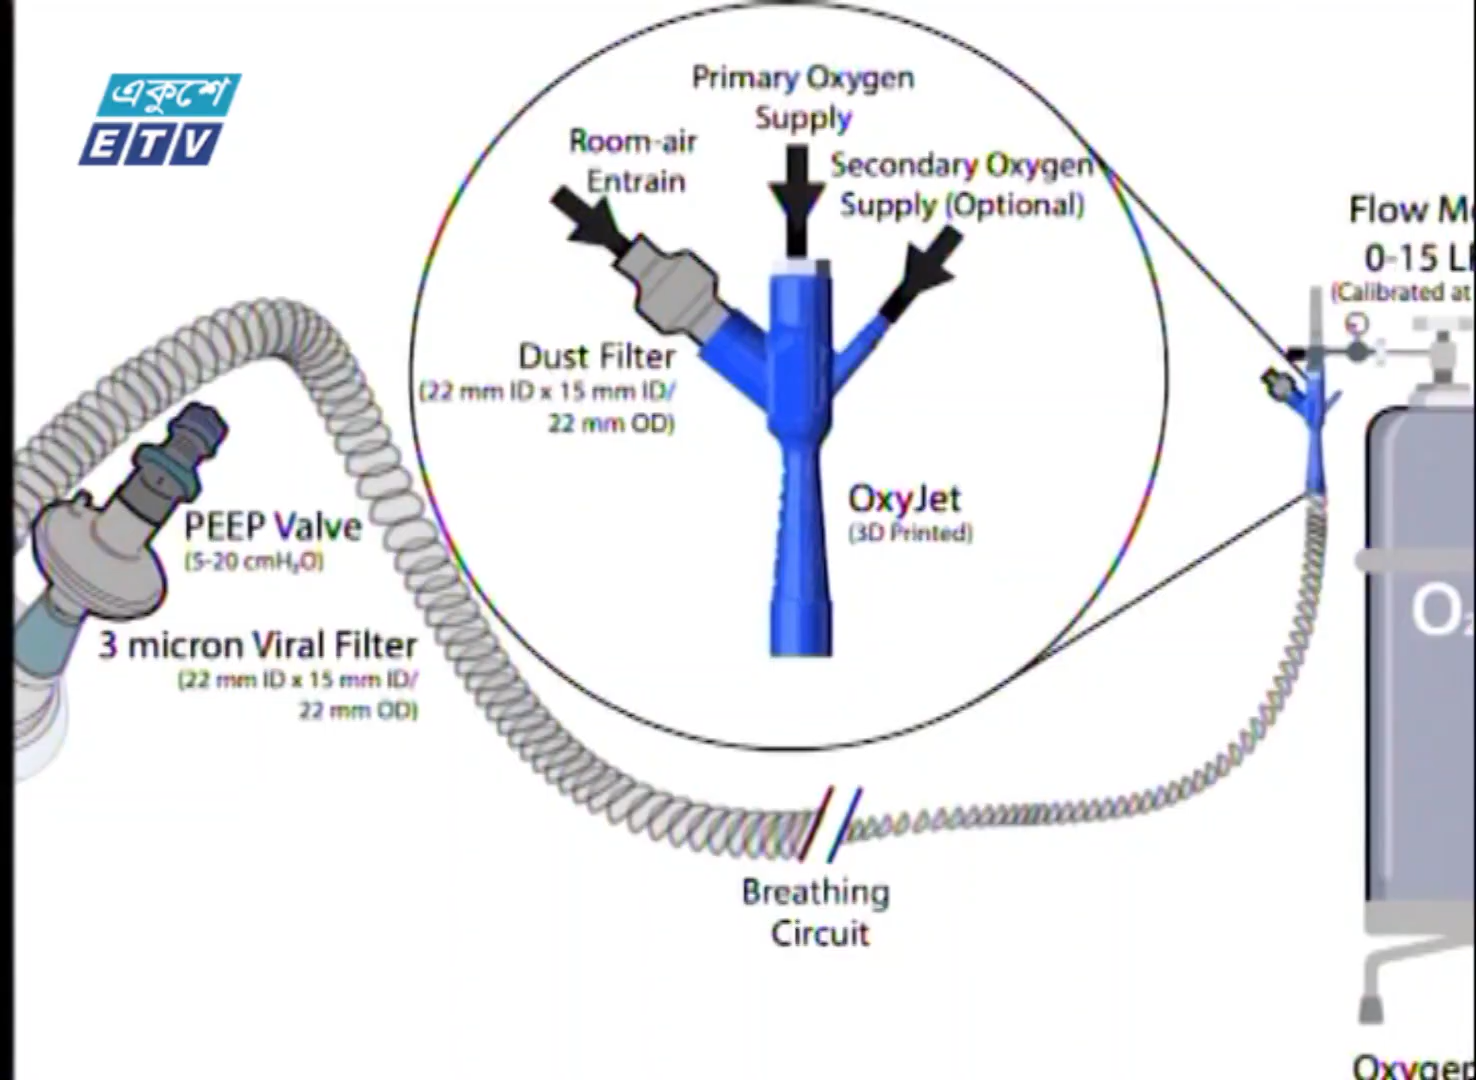 একুশে
ETV
Primary Oxygen
Supply
Room-air
Entrain
Secondary Oxygen
Supply (Optional)
Flow M
0-15 L
(Calibrated at
Dust Filter
(22 mm ID x 15 mm ID/
22 mm OD)
OxyJet
(3D Printed)
PEEP Valve
(5-20 cmH₂O)
3 micron Viral Filter
(22 mm ID x 15 mm ID/
22 mm OD)
O₂
Breathing
Circuit
Oxygen